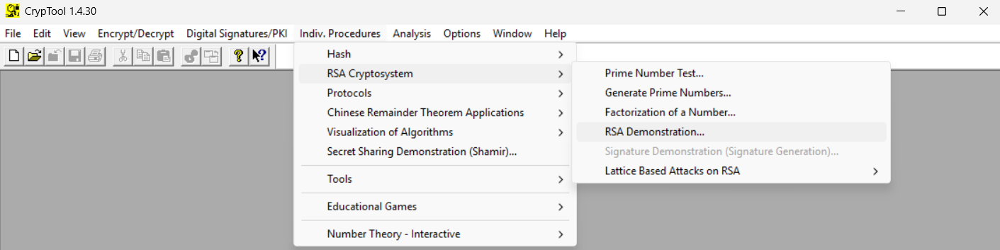 CrypTool 1.4.30
File Edit View Encrypt/Decrypt Digital Signatures/PKI Indiv. Procedures Analysis Options Window Help
Hash
RSA Cryptosystem
Protocols
Chinese Remainder Theorem Applications
Visualization of Algorithms
Secret Sharing Demonstration (Shamir)...
Tools
Educational Games
Number Theory - Interactive
Prime Number Test...
Generate Prime Numbers...
Factorization of a Number...
RSA Demonstration...
Signature Demonstration (Signature Generation)...
Lattice Based Attacks on RSA